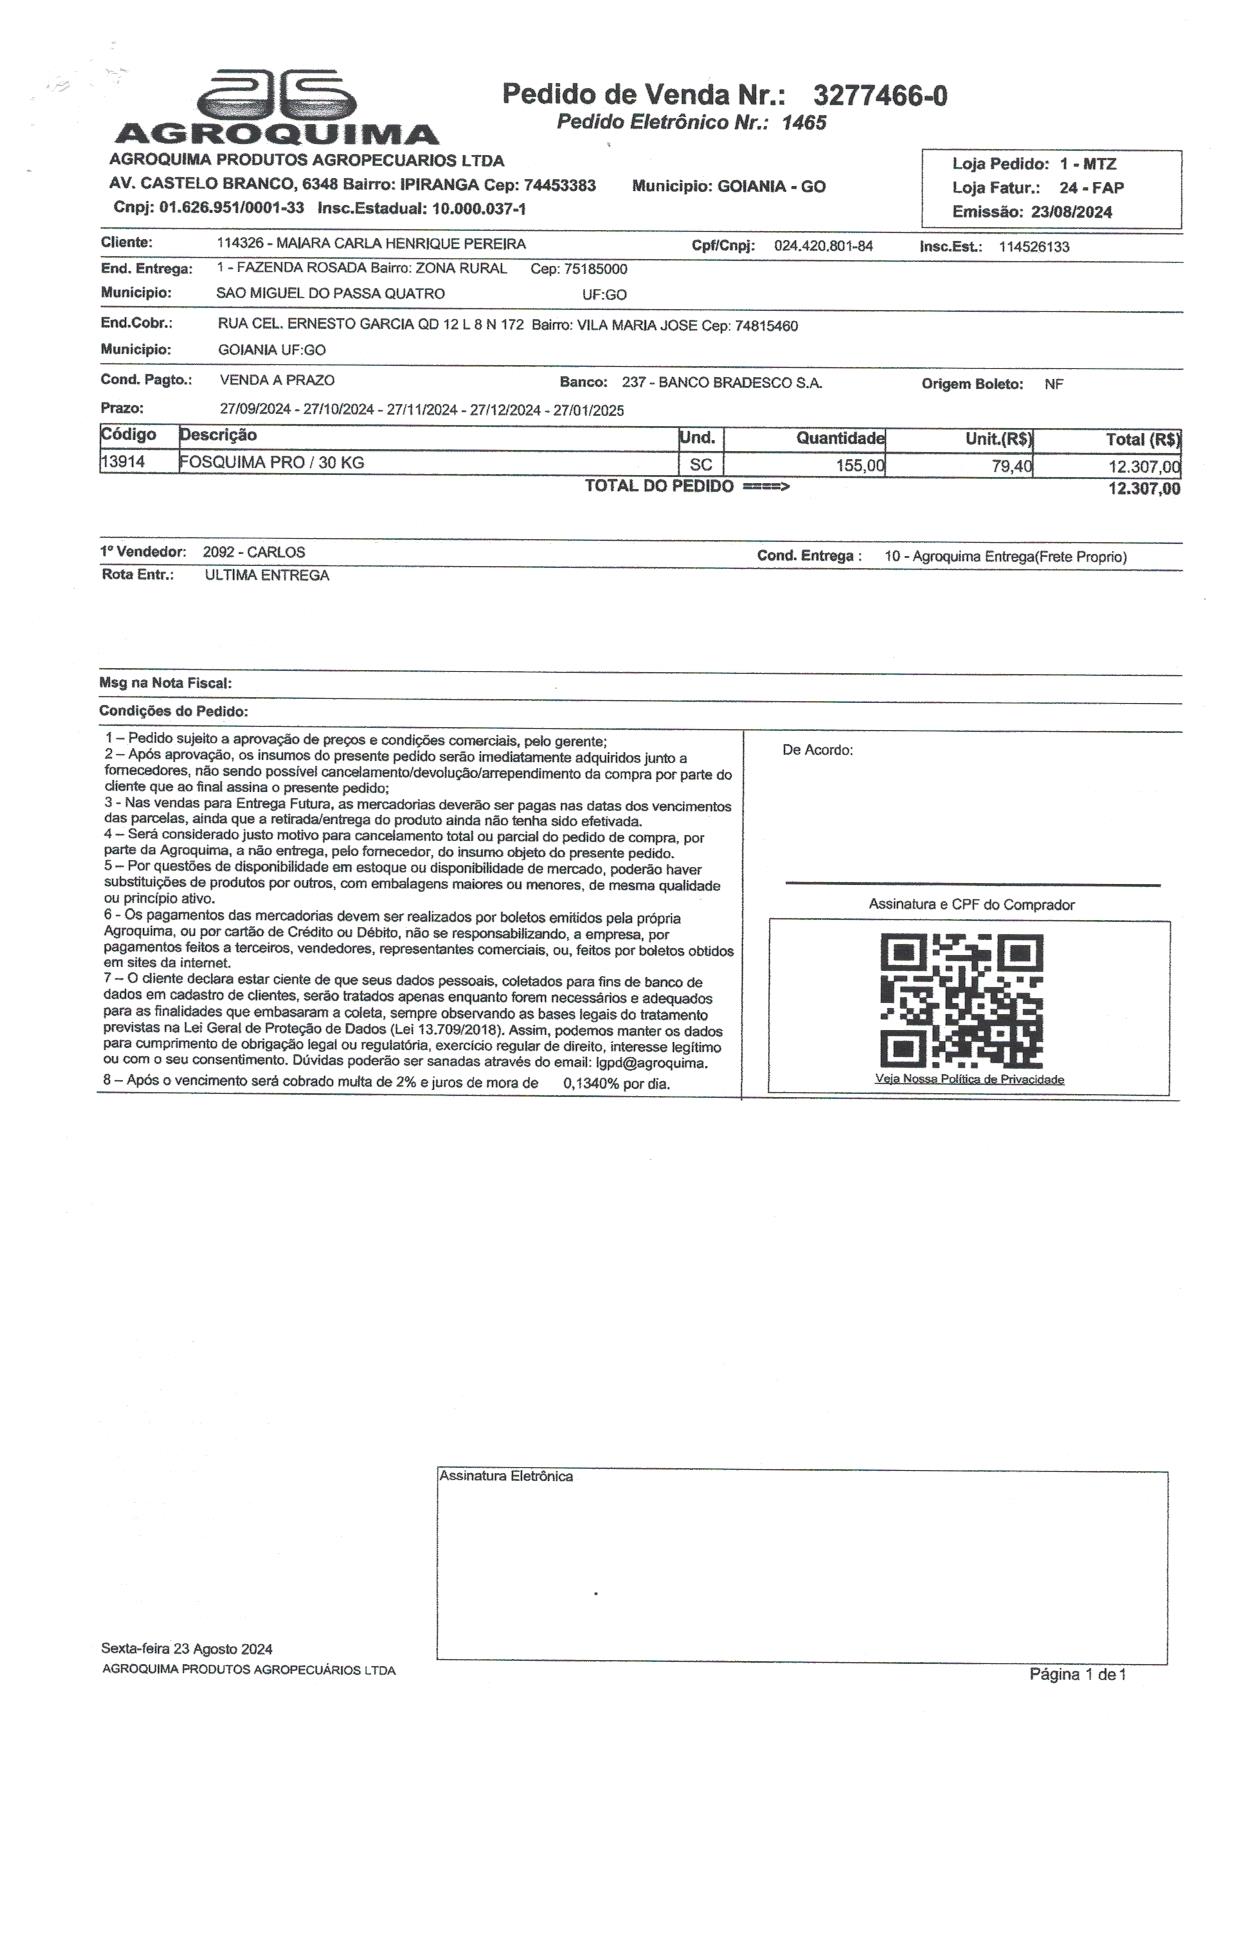 Pedido de Venda Nr.: 3277466-0
Pedido Eletrônico Nr.: 1465
AGROQUIMA
AGROQUIMA PRODUTOS AGROPECUARIOS LTDA
AV. CASTELO BRANCO, 6348 Bairro: IPIRANGA Cep: 74453383 Municipio: GOIANIA - GO
Cnpj: 01.626.951/0001-33 Insc.Estadual: 10.000.037-1
Loja Pedido: 1 - MTZ
Loja Fatur.: 24 - FAP
Emissão: 23/08/2024
Cliente: 114326 - MAIARA CARLA HENRIQUE PEREIRA Cpf/Cnpj: 024.420.801-84 Insc.Est.: 114526133
End. Entrega: 1 - FAZENDA ROSADA Bairro: ZONA RURAL Cep: 75185000
Municipio: SAO MIGUEL DO PASSA QUATRO UF:GO
End.Cobr.: RUA CEL. ERNESTO GARCIA QD 12 L 8 N 172 Bairro: VILA MARIA JOSE Cep: 74815460
Municipio: GOIANIA UF:GO
Cond. Pagto.: VENDA A PRAZO Banco: 237 - BANCO BRADESCO S.A. Origem Boleto: NF
Prazo: 27/09/2024 - 27/10/2024 - 27/11/2024 - 27/12/2024 - 27/01/2025
Código Descrição Und. Quantidade Unit.(R$) Total (R$)
13914 FOSQUIMA PRO / 30 KG SC 155,00 79,40 12.307,00
TOTAL DO PEDIDO ====> 12.307,00
1º Vendedor: 2092 - CARLOS Cond. Entrega : 10 - Agroquima Entrega(Frete Proprio)
Rota Entr.: ULTIMA ENTREGA
Msg na Nota Fiscal:
Condições do Pedido:
1 – Pedido sujeito a aprovação de preços e condições comerciais, pelo gerente;
2 – Após aprovação, os insumos do presente pedido serão imediatamente adquiridos junto a
fornecedores, não sendo possível cancelamento/devolução/arrependimento da compra por parte do
cliente que ao final assina o presente pedido;
3 - Nas vendas para Entrega Futura, as mercadorias deverão ser pagas nas datas dos vencimentos
das parcelas, ainda que a retirada/entrega do produto ainda não tenha sido efetivada.
4 – Será considerado justo motivo para cancelamento total ou parcial do pedido de compra, por
parte da Agroquima, a não entrega, pelo fornecedor, do insumo objeto do presente pedido.
5 – Por questões de disponibilidade em estoque ou disponibilidade de mercado, poderão haver
substituições de produtos por outros, com embalagens maiores ou menores, de mesma qualidade
ou princípio ativo.
6 - Os pagamentos das mercadorias devem ser realizados por boletos emitidos pela própria
Agroquima, ou por cartão de Crédito ou Débito, não se responsabilizando, a empresa, por
pagamentos feitos a terceiros, vendedores, representantes comerciais, ou, feitos por boletos obtidos
em sites da internet.
7 – O cliente declara estar ciente de que seus dados pessoais, coletados para fins de banco de
dados em cadastro de clientes, serão tratados apenas enquanto forem necessários e adequados
para as finalidades que embasaram a coleta, sempre observando as bases legais do tratamento
previstas na Lei Geral de Proteção de Dados (Lei 13.709/2018). Assim, podemos manter os dados
para cumprimento de obrigação legal ou regulatória, exercício regular de direito, interesse legítimo
ou com o seu consentimento. Dúvidas poderão ser sanadas através do email: lgpd@agroquima.
8 – Após o vencimento será cobrado multa de 2% e juros de mora de 0,1340% por dia.
De Acordo:
Assinatura e CPF do Comprador
Veja Nossa Política de Privacidade
Assinatura Eletrônica
Sexta-feira 23 Agosto 2024
AGROQUIMA PRODUTOS AGROPECUÁRIOS LTDA
Página 1 de 1